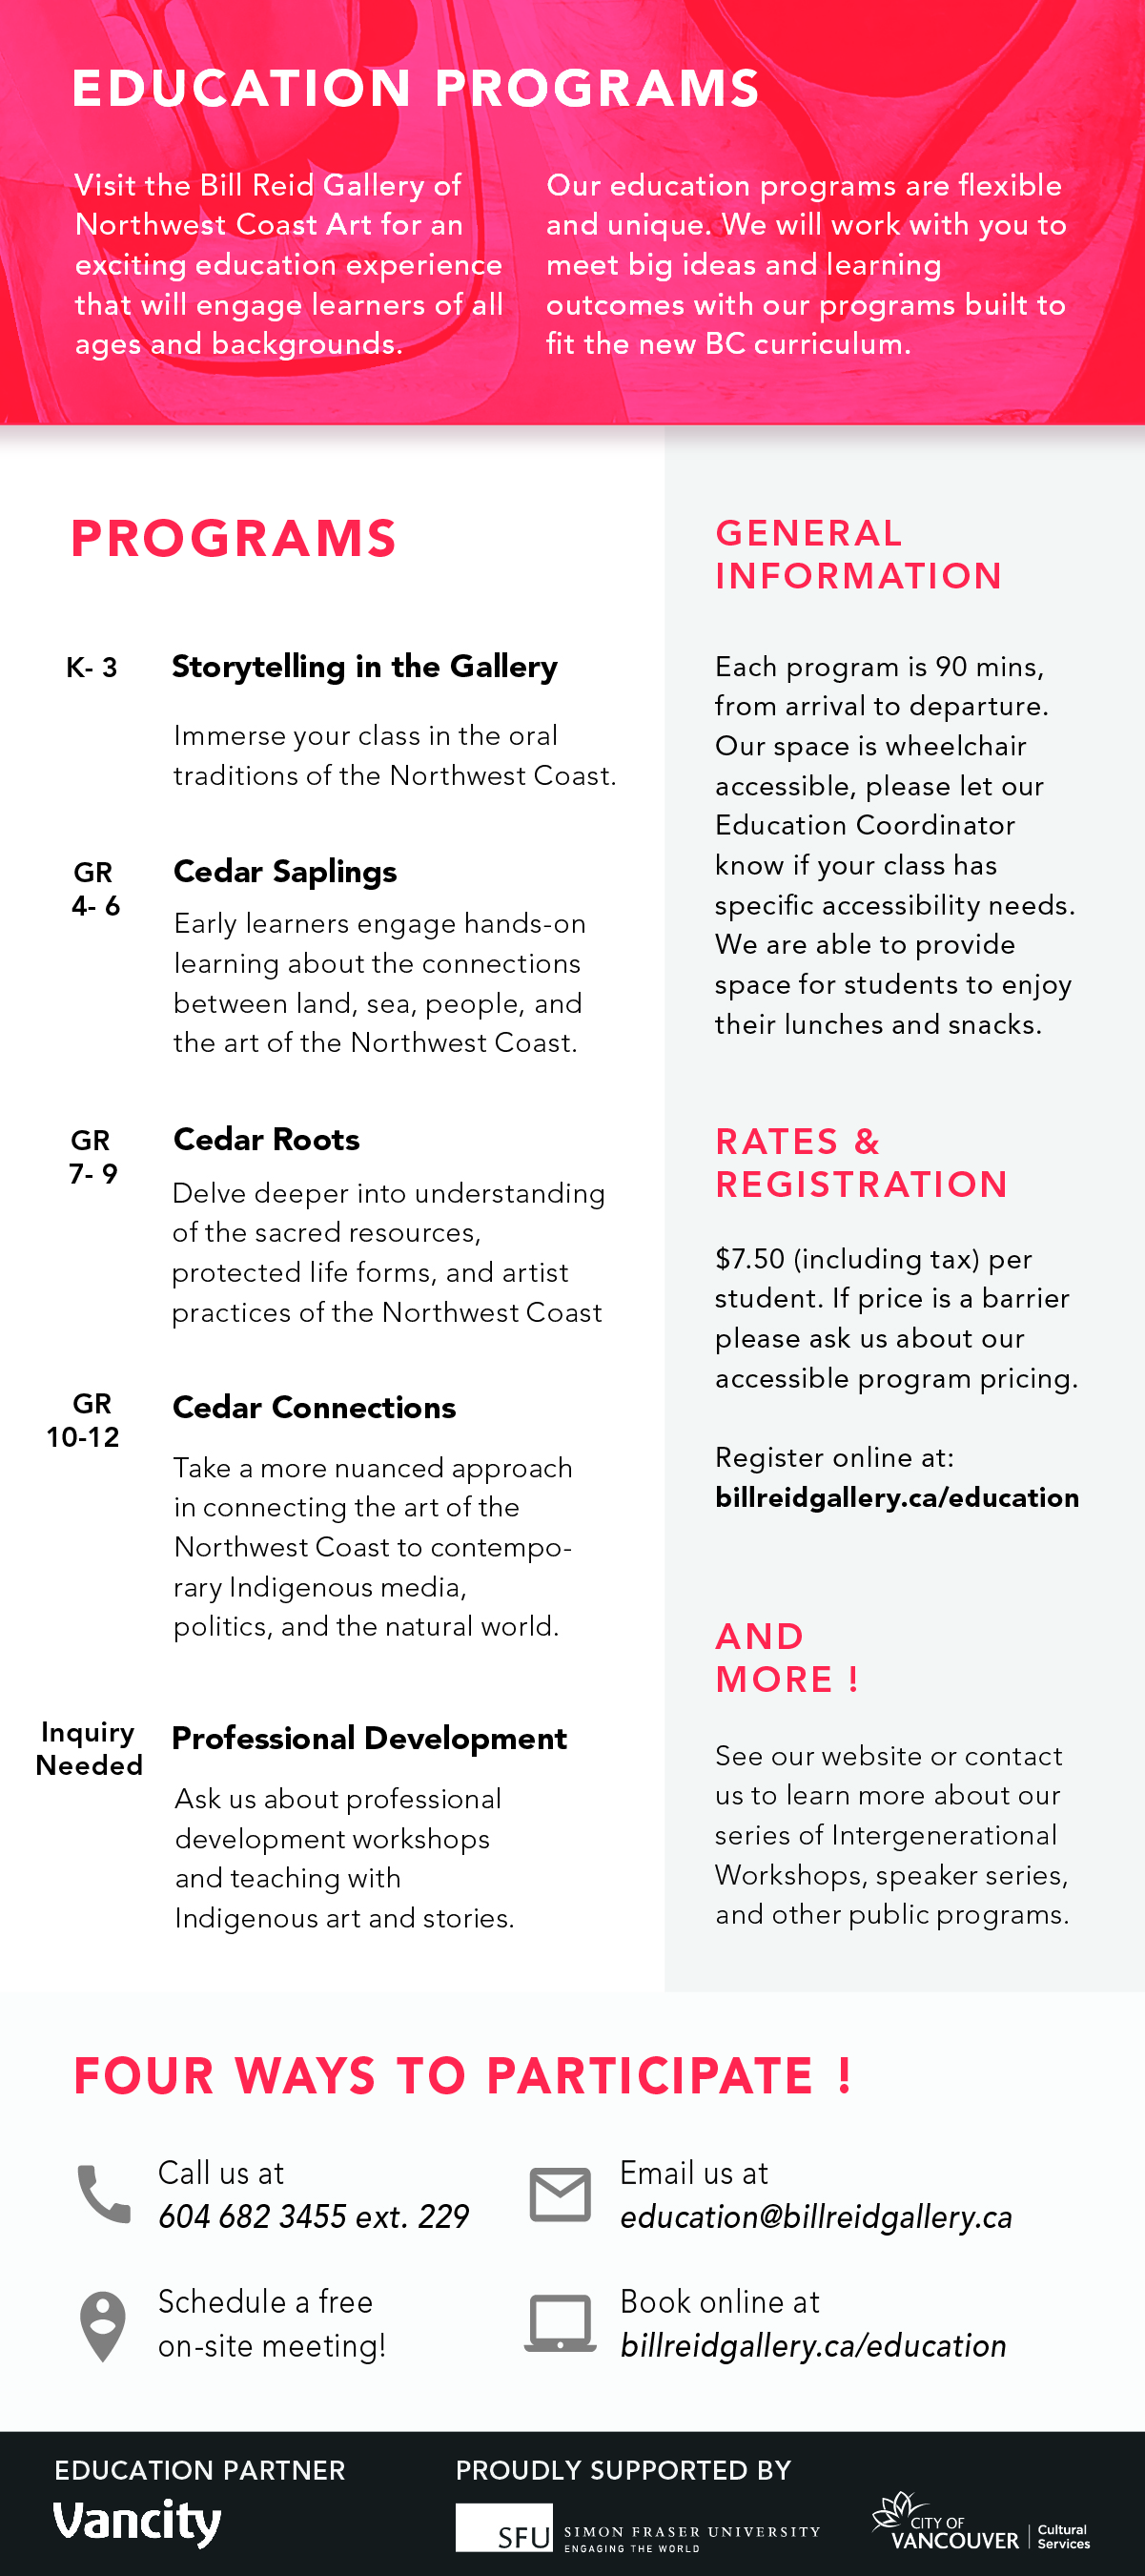 EDUCATION PROGRAMS
Visit the Bill Reid Gallery of
Northwest Coast Art for an
exciting education experience
that will engage learners of all
ages and backgrounds.
Our education programs are flexible
and unique. We will work with you to
meet big ideas and learning
outcomes with our programs built to
fit the new BC curriculum.
PROGRAMS
K- 3
Storytelling in the Gallery
Immerse your class in the oral
traditions of the Northwest Coast.
GR
4- 6
Cedar Saplings
Early learners engage hands-on
learning about the connections
between land, sea, people, and
the art of the Northwest Coast.
GR
7- 9
Cedar Roots
Delve deeper into understanding
of the sacred resources,
protected life forms, and artist
practices of the Northwest Coast
GR
10-12
Cedar Connections
Take a more nuanced approach
in connecting the art of the
Northwest Coast to contempo-
rary Indigenous media,
politics, and the natural world.
Inquiry
Needed
Professional Development
Ask us about professional
development workshops
and teaching with
Indigenous art and stories.
GENERAL
INFORMATION
Each program is 90 mins,
from arrival to departure.
Our space is wheelchair
accessible, please let our
Education Coordinator
know if your class has
specific accessibility needs.
We are able to provide
space for students to enjoy
their lunches and snacks.
RATES &
REGISTRATION
$7.50 (including tax) per
student. If price is a barrier
please ask us about our
accessible program pricing.
Register online at:
billreidgallery.ca/education
AND
MORE !
See our website or contact
us to learn more about our
series of Intergenerational
Workshops, speaker series,
and other public programs.
FOUR WAYS TO PARTICIPATE !
Call us at
604 682 3455 ext. 229
Email us at
education@billreidgallery.ca
Schedule a free
on-site meeting!
Book online at
billreidgallery.ca/education
EDUCATION PARTNER
Vancity
PROUDLY SUPPORTED BY
SFU
SIMON FRASER UNIVERSITY
ENGAGING THE WORLD
CITY OF
VANCOUVER
Cultural
Services